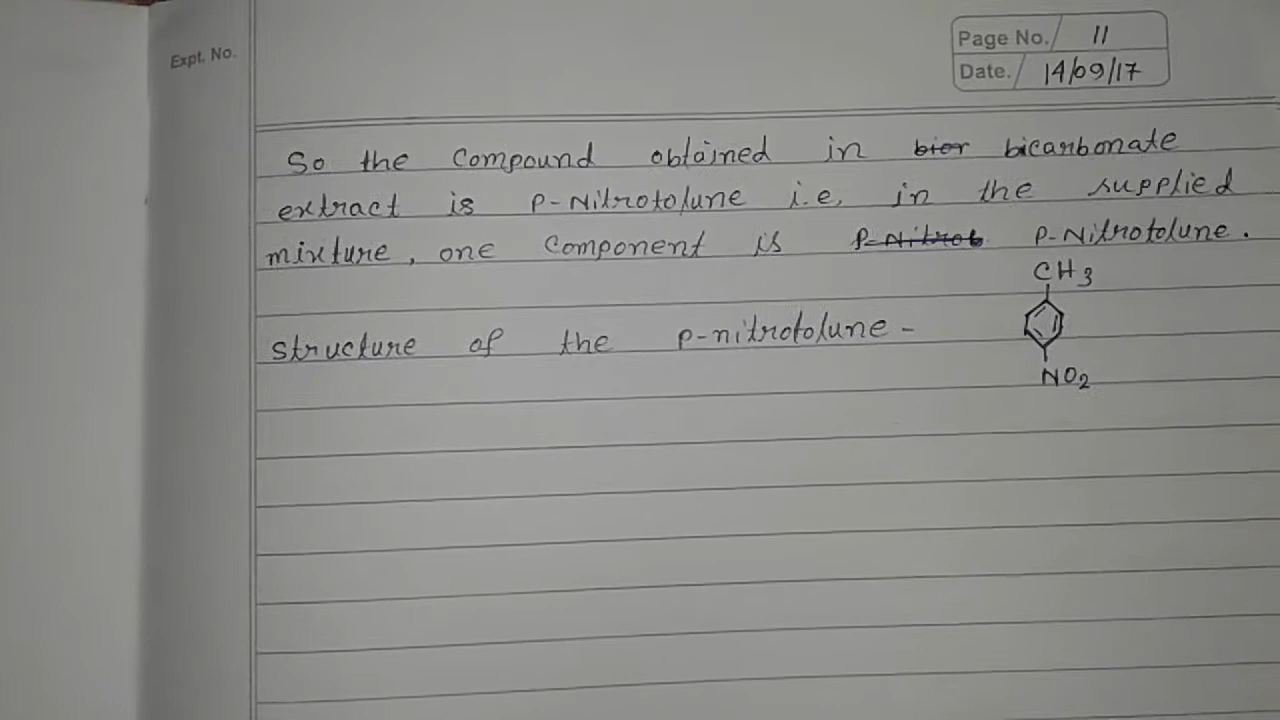 Expt. No.
Page No. 11
Date. 14/09/17
So the compound obtained in bier bicarbonate
extract is P-Nitrotolune i.e. in the supplied
mixture, one component is P-Nitrot P-Nitrotolune.
CH3
structure of the p-nitrotolune -
NO2